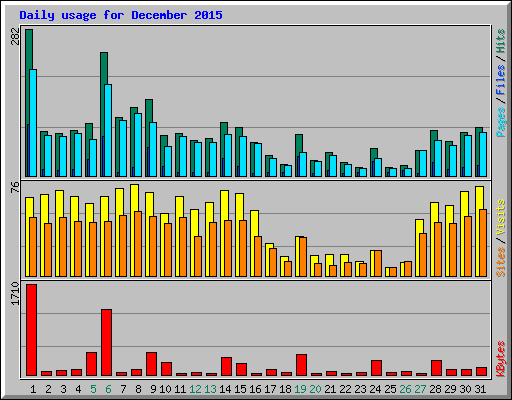 Daily usage for December 2015
282
Pages/Files/Hits
76
Sites/Visits
1710
KBytes
1 2 3 4 5 6 7 8 9 10 11 12 13 14 15 16 17 18 19 20 21 22 23 24 25 26 27 28 29 30 31